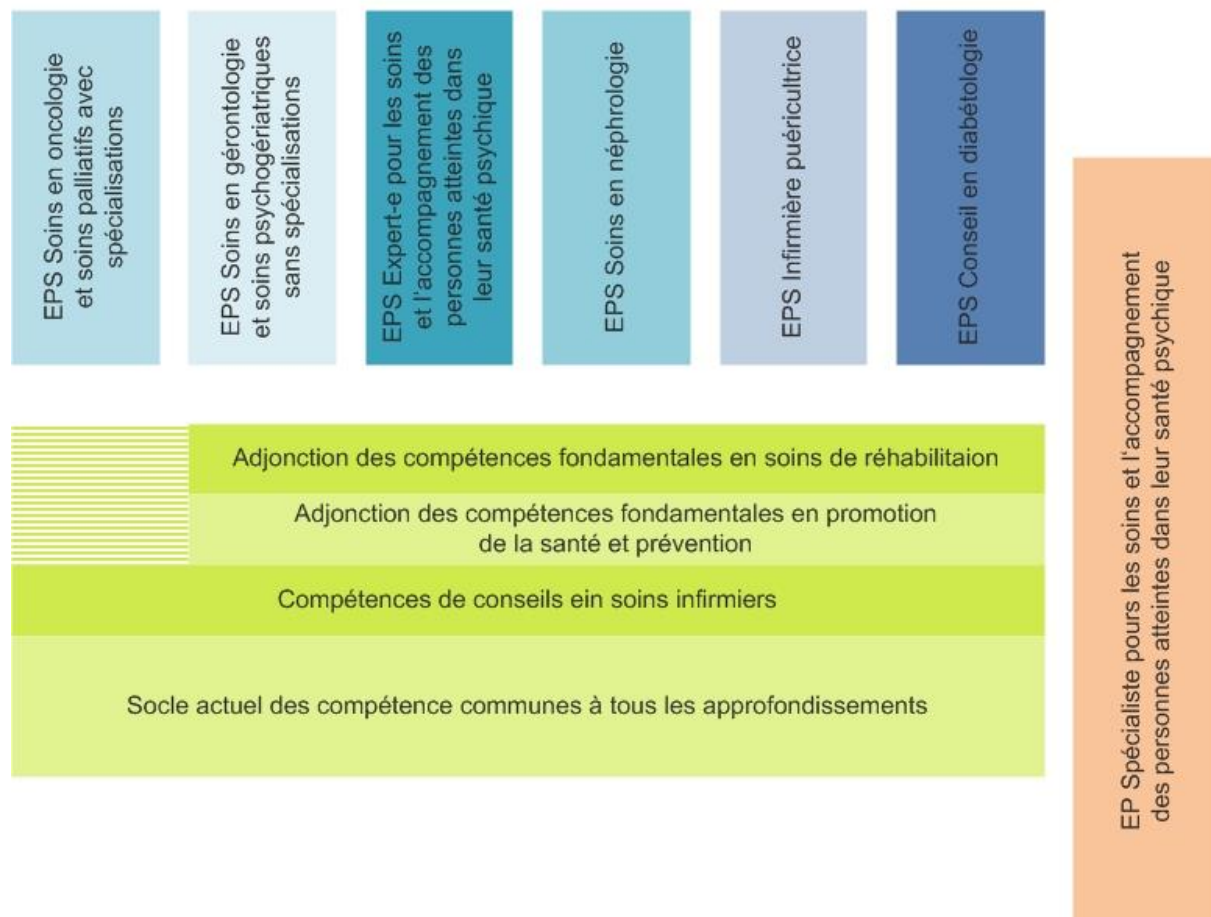 EPS Soins en oncologie
et soins palliatifs avec
spécialisations
EPS Soins en gérontologie
et soins psychogériatriques
sans spécialisations
EPS Expert-e pour les soins
et l'accompagnement des
personnes atteintes dans
leur santé psychique
EPS Soins en néphrologie
EPS Infirmière puéricultrice
EPS Conseil en diabétologie
EP Spécialiste pours les soins et l'accompagnement
des personnes atteintes dans leur santé psychique
Adjonction des compétences fondamentales en soins de réhabilitaion
Adjonction des compétences fondamentales en promotion
de la santé et prévention
Compétences de conseils ein soins infirmiers
Socle actuel des compétence communes à tous les approfondissements